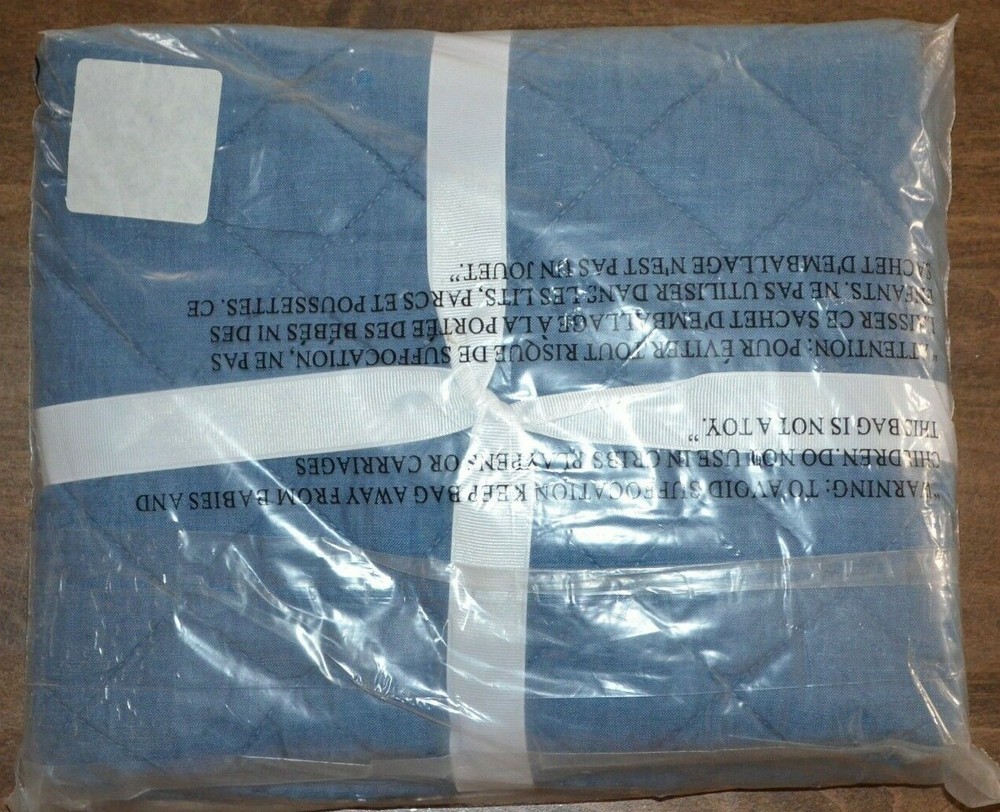 "WARNING: TO AVOID SUFFOCATION KEEP BAG AWAY FROM BABIES AND
CHILDREN. DO NOT USE IN CRIBS PLAYPENS OR CARRIAGES
THIS BAG IS NOT A TOY."
"ATTENTION: POUR ÉVITER TOUT RISQUE DE SUFFOCATION, NE PAS
LAISSER CE SACHET D'EMBALLAGE À LA PORTÉE DES BÉBÉS NI DES
ENFANTS. NE PAS UTILISER DANS LES LITS, PARCS ET POUSSETTES. CE
SACHET D'EMBALLAGE N'EST PAS UN JOUET."